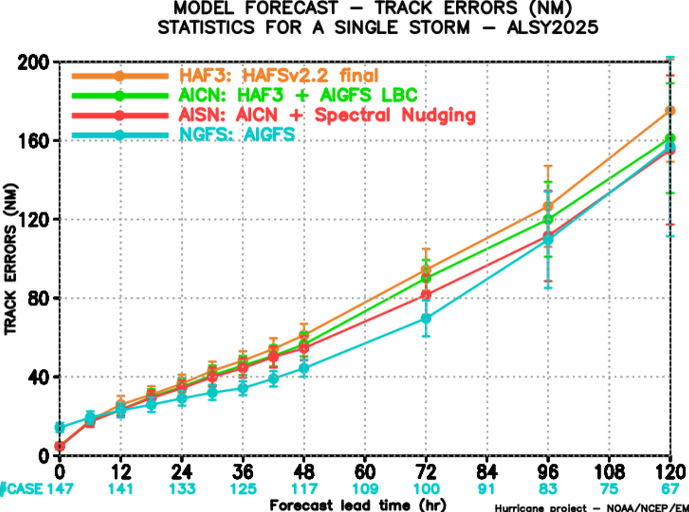 MODEL FORECAST – TRACK ERRORS (NM)
STATISTICS FOR A SINGLE STORM – ALSY2025
HAF3: HAFSv2.2 final
AICN: HAF3 + AIGFS LBC
AISN: AICN + Spectral Nudging
NGFS: AIGFS
TRACK ERRORS (NM)
200
160
120
80
40
0
0 12 24 36 48 60 72 84 96 108 120
#CASE 147 141 133 125 117 109 100 91 83 75 67
Forecast lead time (hr)
Hurricane project – NOAA/NCEP/EM